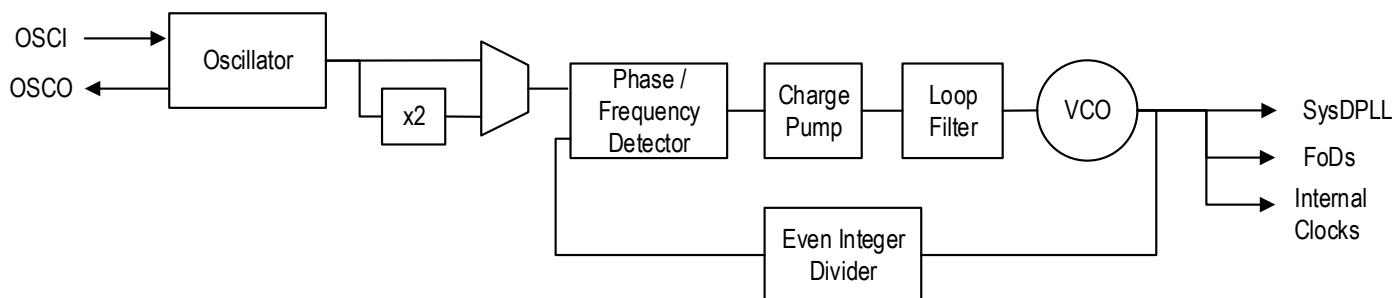 OSCI
OSCO
Oscillator
x2
Phase /
Frequency
Detector
Charge
Pump
Loop
Filter
VCO
SysDPLL
FoDs
Internal
Clocks
Even Integer
Divider